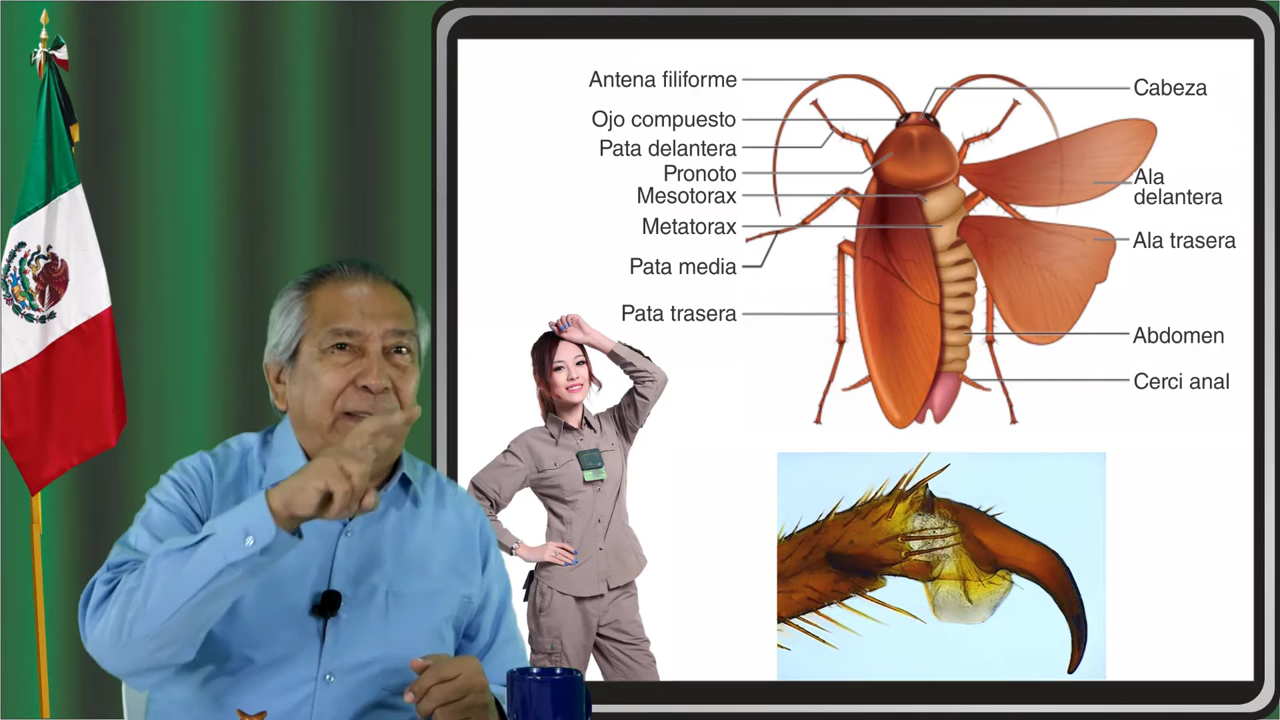 Antena filiforme
Ojo compuesto
Pata delantera
Pronoto
Mesotorax
Metatorax
Pata media
Pata trasera
Cabeza
Ala
delantera
Ala trasera
Abdomen
Cerci anal